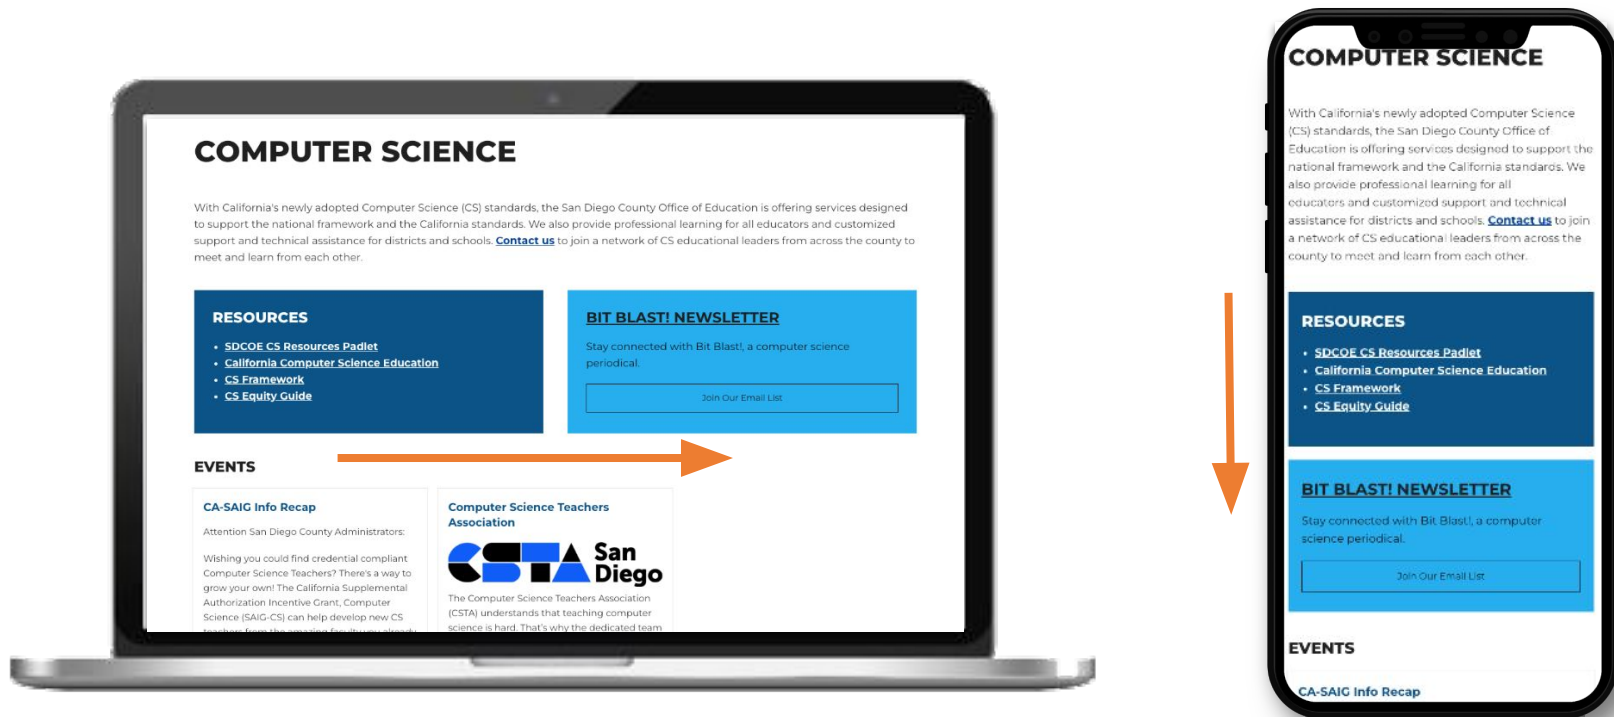 COMPUTER SCIENCE
With California's newly adopted Computer Science (CS) standards, the San Diego County Office of Education is offering services designed
to support the national framework and the California standards. We also provide professional learning for all educators and customized
support and technical assistance for districts and schools. Contact us to join a network of CS educational leaders from across the county to
meet and learn from each other.
RESOURCES
• SDCOE CS Resources Padlet
• California Computer Science Education
• CS Framework
• CS Equity Guide
BIT BLAST! NEWSLETTER
Stay connected with Bit Blast!, a computer science
periodical.
Join Our Email List
EVENTS
CA-SAIG Info Recap
Attention San Diego County Administrators:
Wishing you could find credential compliant
Computer Science Teachers? There's a way to
grow your own! The California Supplemental
Authorization Incentive Grant, Computer
Science (SAIG-CS) can help develop new CS
teachers from the amazing faculty you already
Computer Science Teachers
Association
CSTA San
Diego
The Computer Science Teachers Association
(CSTA) understands that teaching computer
science is hard. That's why the dedicated team
COMPUTER SCIENCE
With California's newly adopted Computer Science
(CS) standards, the San Diego County Office of
Education is offering services designed to support the
national framework and the California standards. We
also provide professional learning for all
educators and customized support and technical
assistance for districts and schools. Contact us to join
a network of CS educational leaders from across the
county to meet and learn from each other.
RESOURCES
• SDCOE CS Resources Padlet
• California Computer Science Education
• CS Framework
• CS Equity Guide
BIT BLAST! NEWSLETTER
Stay connected with Bit Blast!, a computer
science periodical.
Join Our Email List
EVENTS
CA-SAIG Info Recap